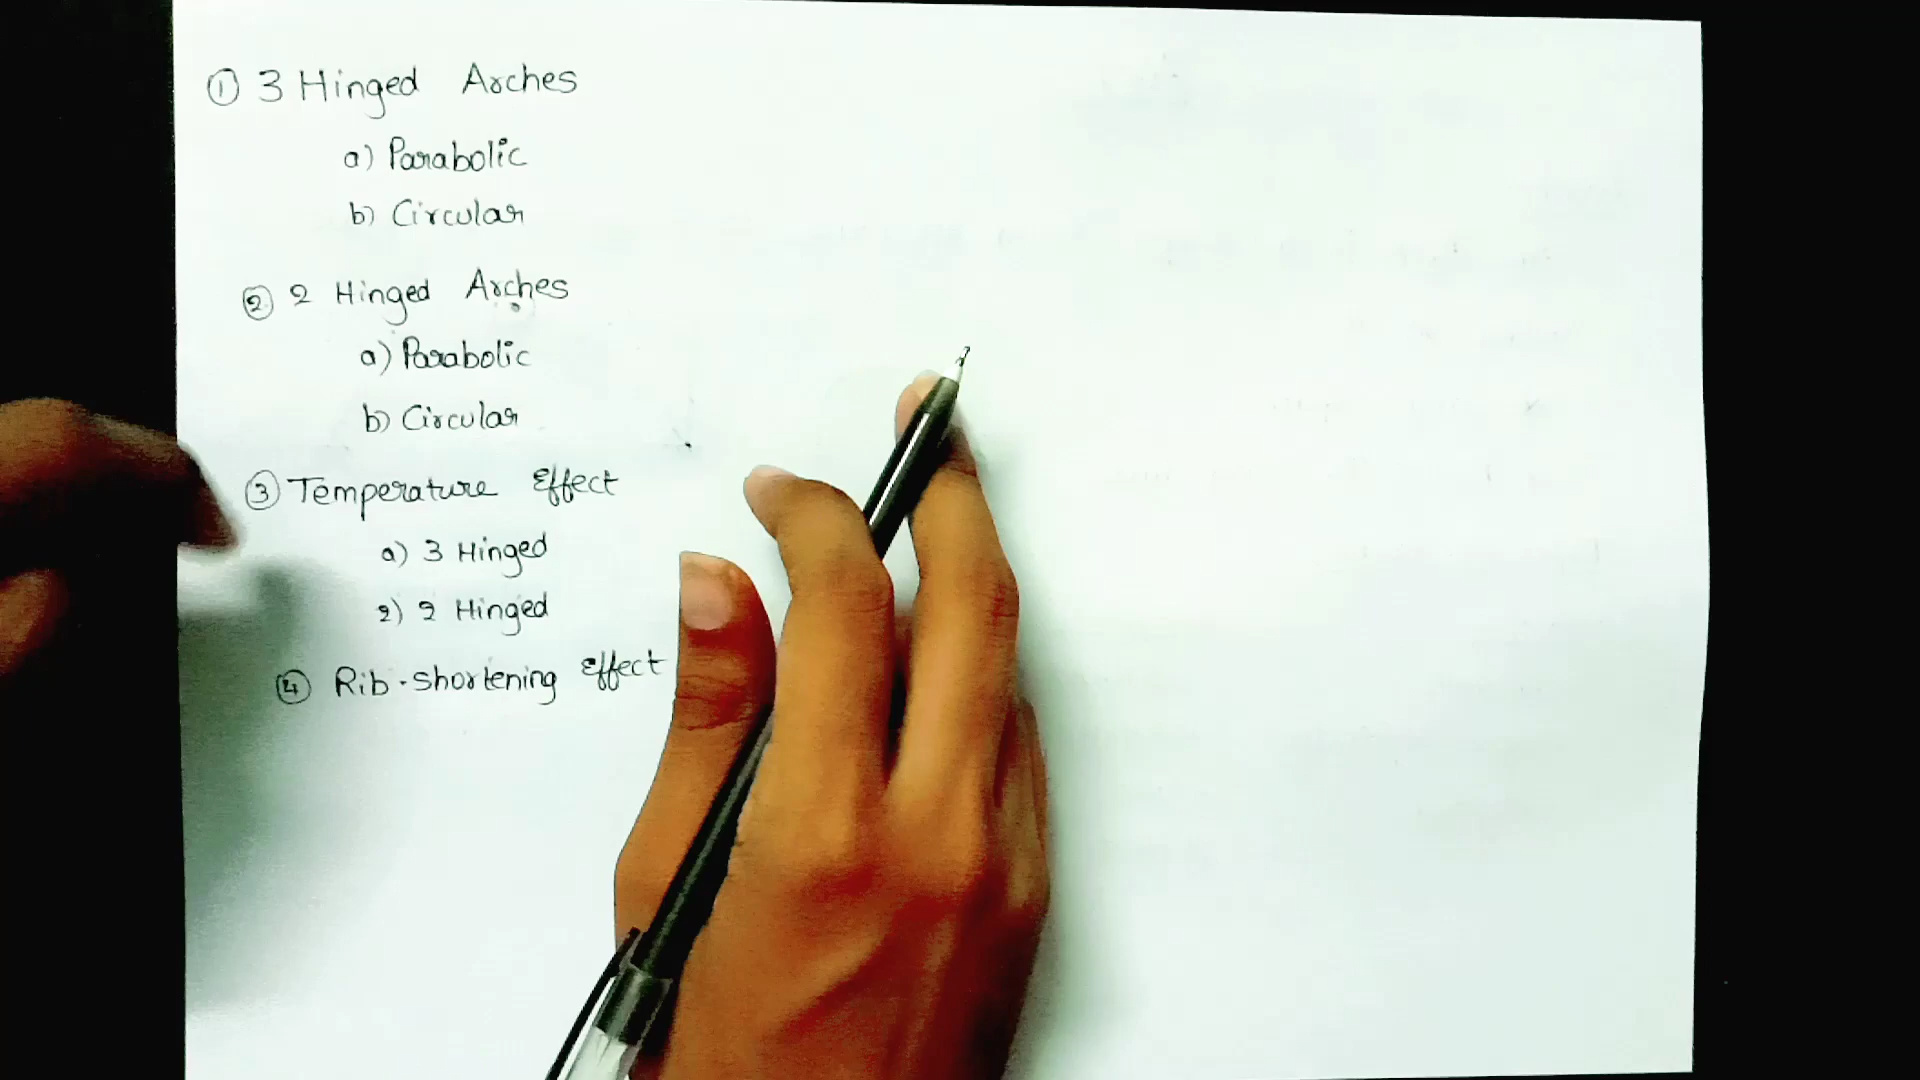 ① 3 Hinged Arches
a) Parabolic
b) Circular
② 2 Hinged Arches
a) Parabolic
b) Circular
③ Temperature Effect
a) 3 Hinged
2) 2 Hinged
④ Rib-shortening Effect